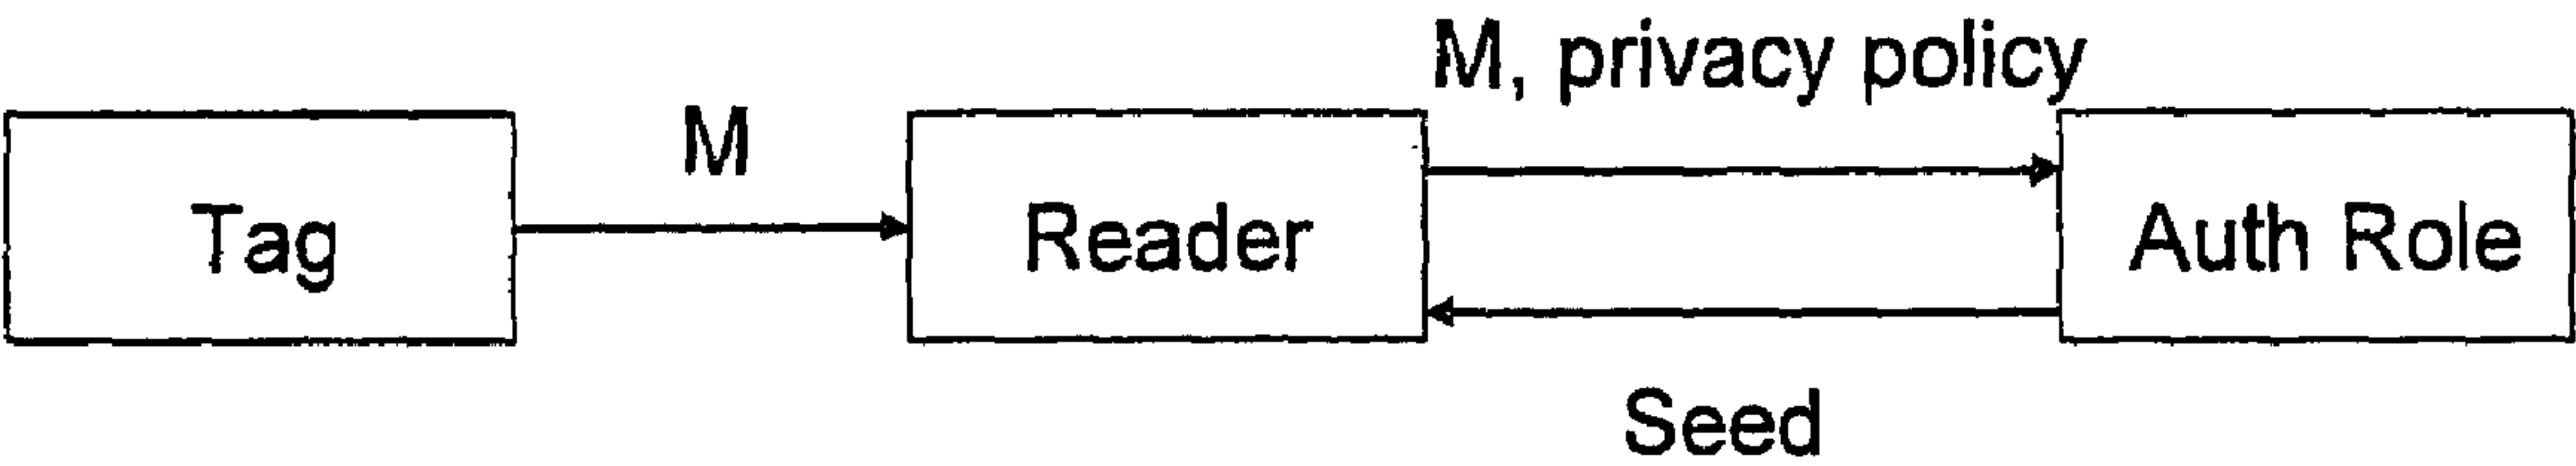 M, privacy policy
M
Tag
Reader
Auth Role
Seed